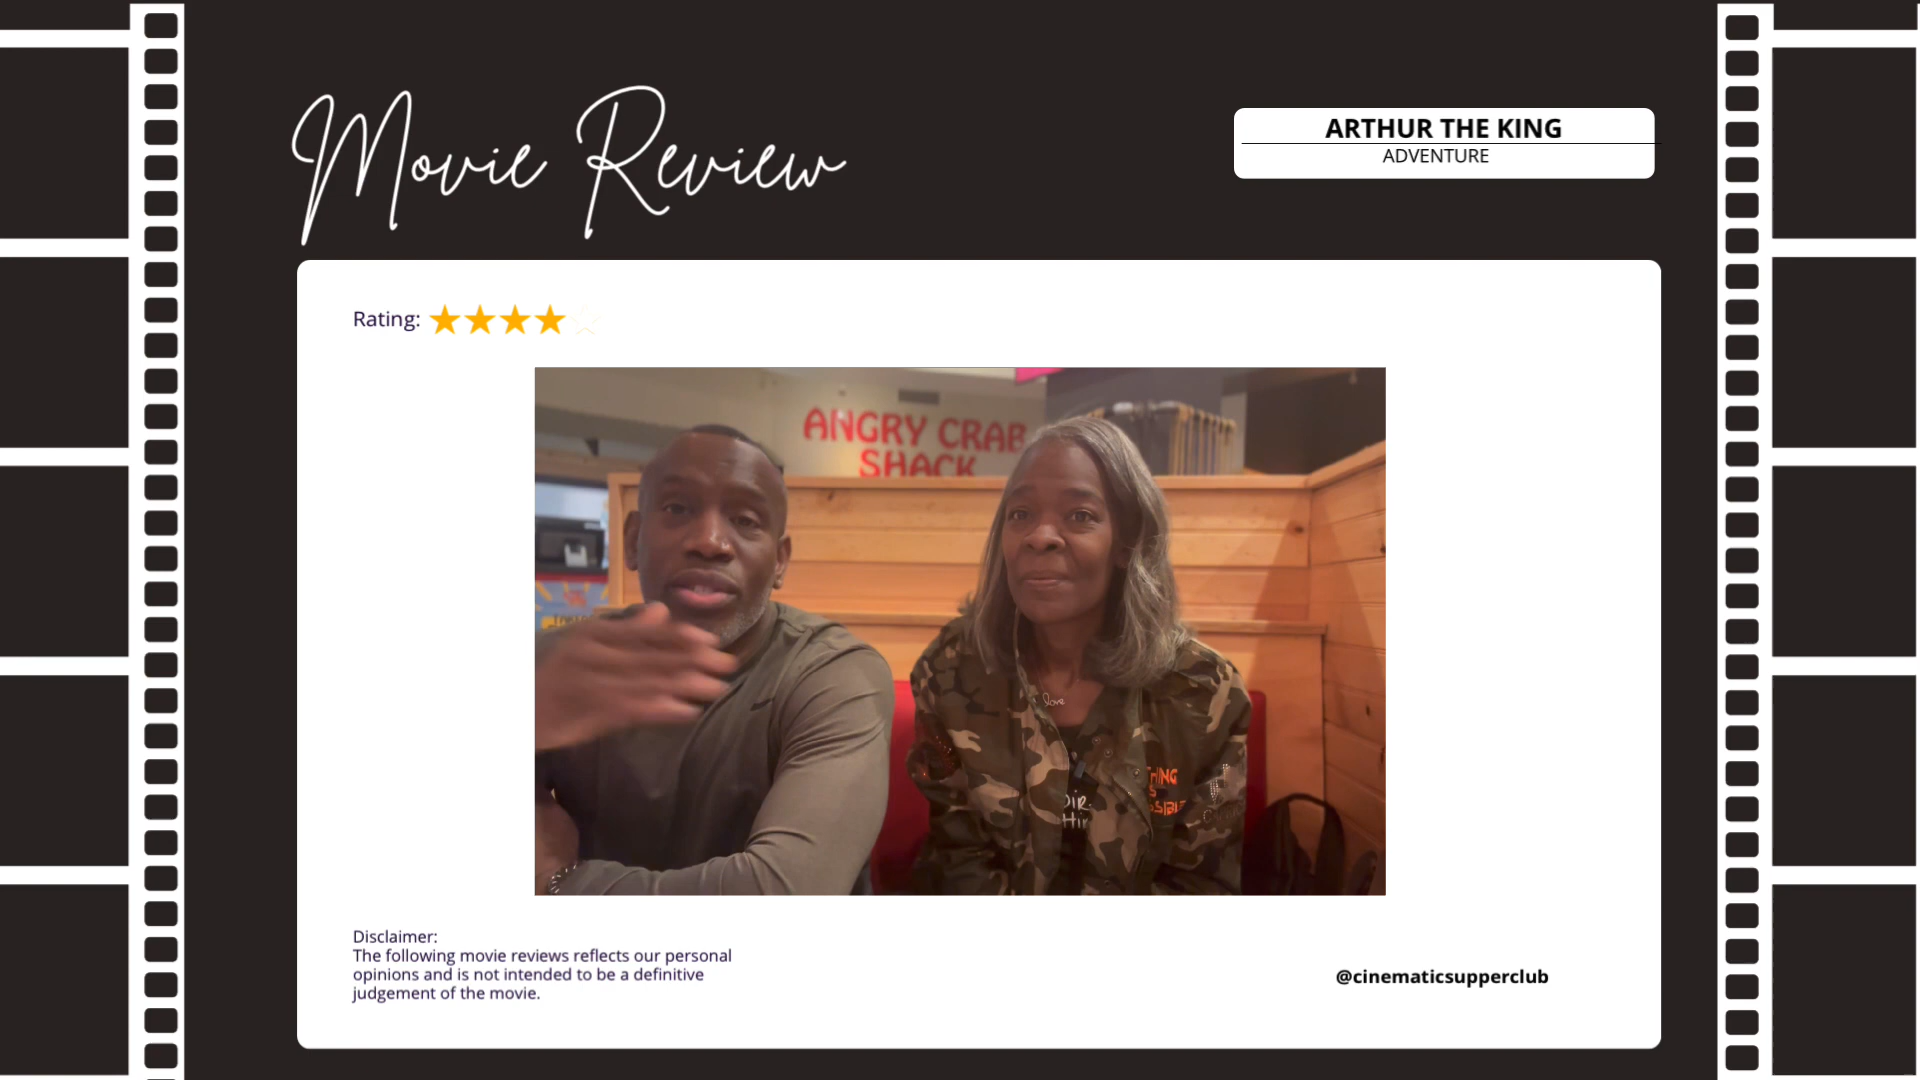 Movie Review
ARTHUR THE KING
ADVENTURE
Rating:
ANGRY CRAB
SHACK
love
Disclaimer:
The following movie reviews reflects our personal
opinions and is not intended to be a definitive
judgement of the movie.
@cinematicsupperclub